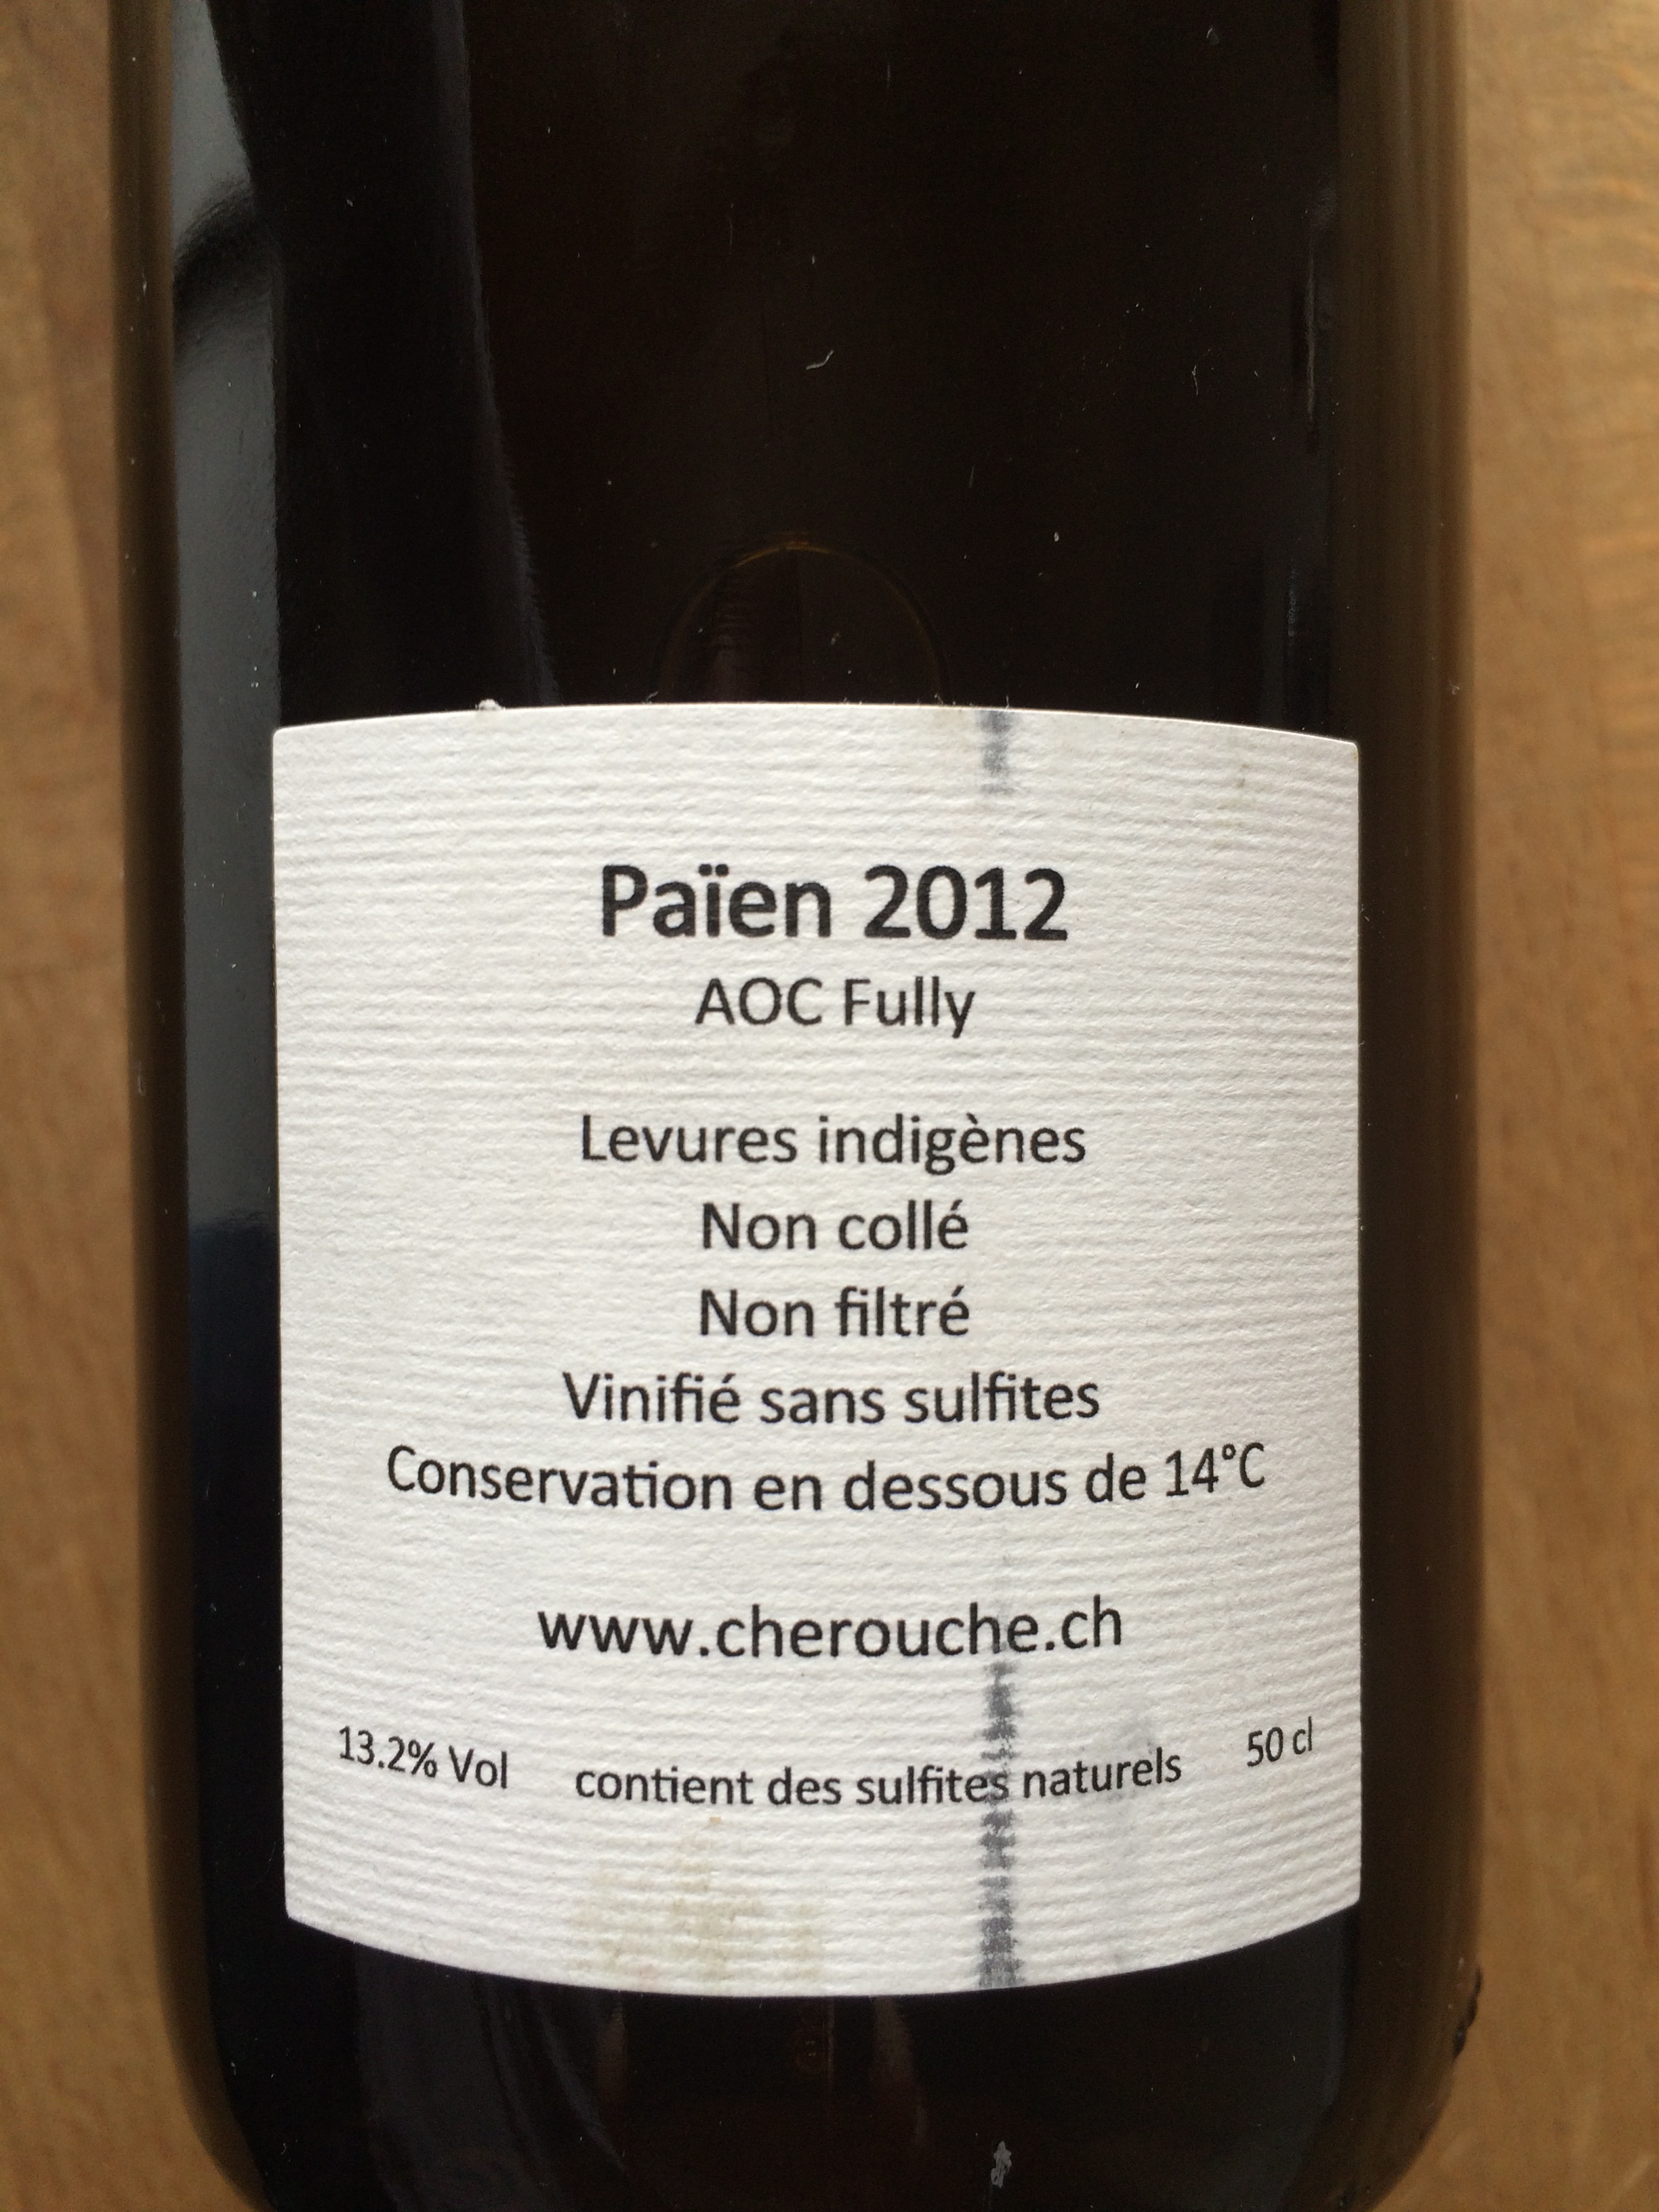 Païen 2012
AOC Fully
Levures indigènes
Non collé
Non filtré
Vinifié sans sulfites
Conservation en dessous de 14°C
www.cherouche.ch
13.2% Vol contient des sulfites naturels 50 cl